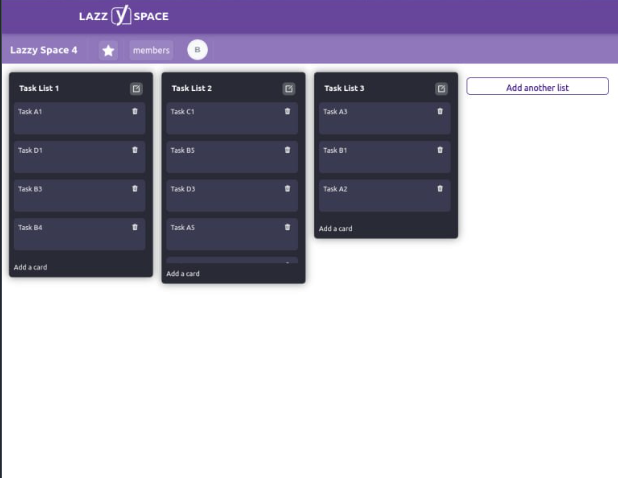 LAZZ y SPACE
Lazzy Space 4 members B
Task List 1
Task A1
Task D1
Task B3
Task B4
Add a card
Task List 2
Task C1
Task B5
Task D3
Task A5
Add a card
Task List 3
Task A3
Task B1
Task A2
Add a card
Add another list